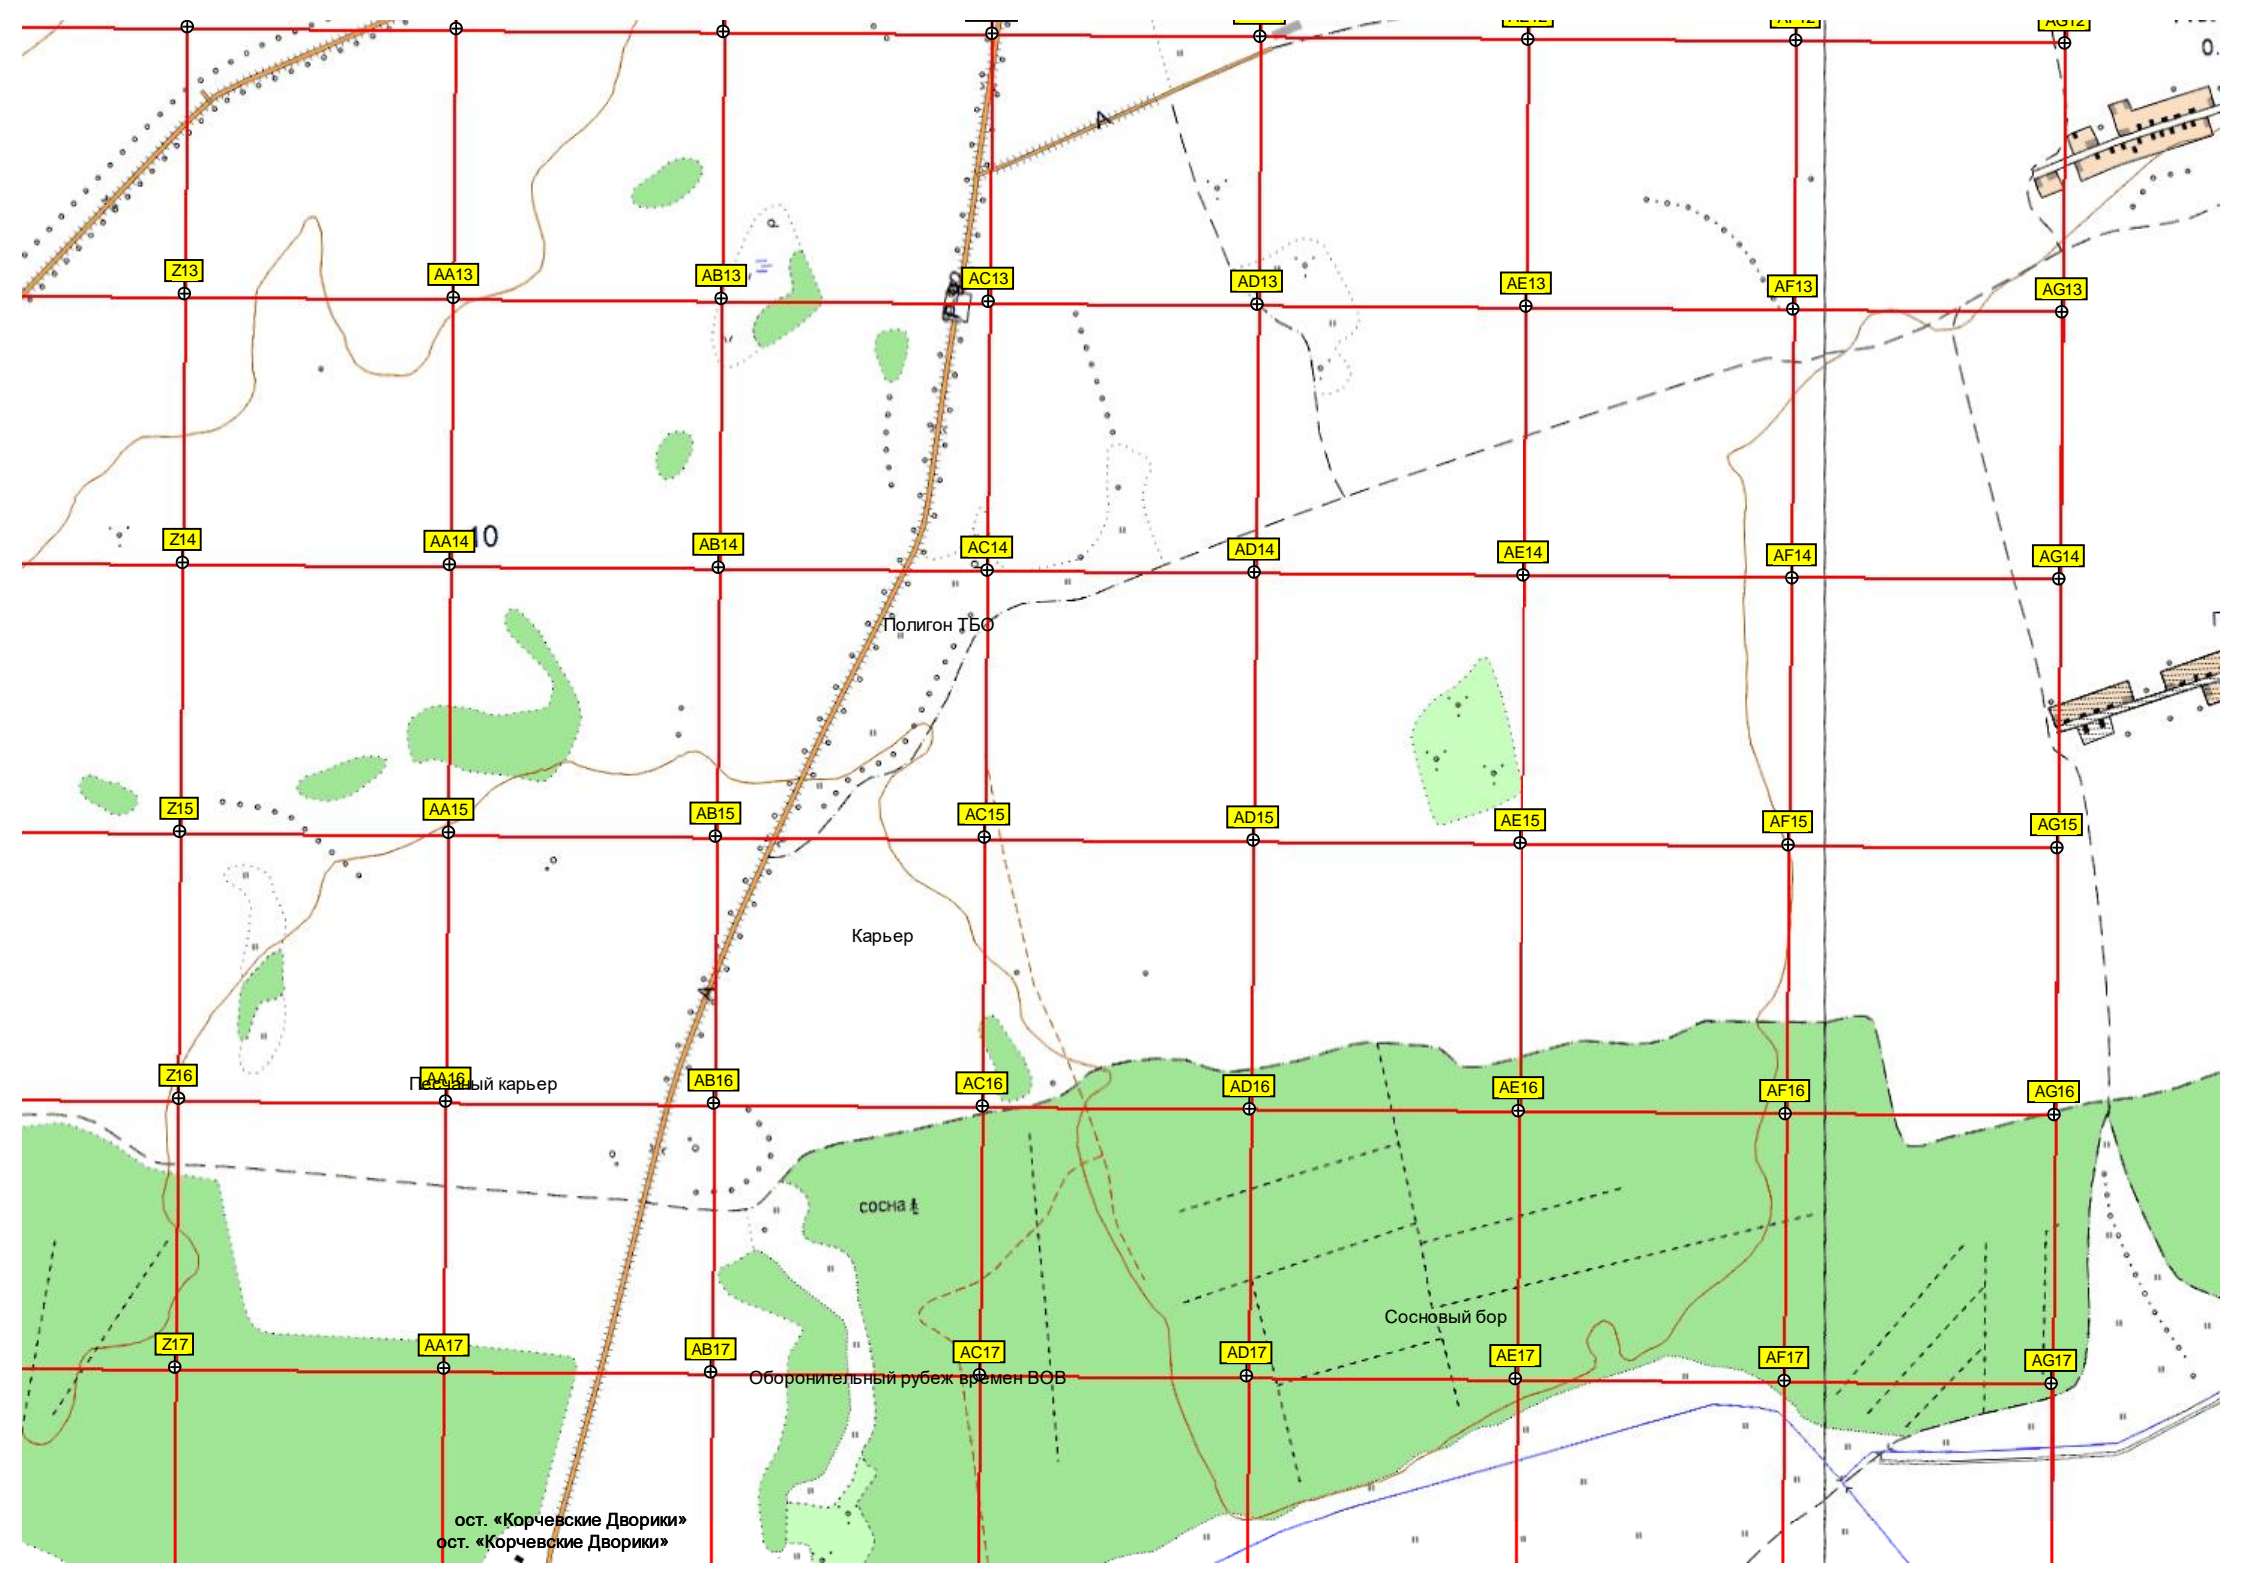 AG12
0.
A
Z13
AA13
AB13
AC13
AD13
AE13
AF13
AG13
Z14
AA14
10
AB14
AC14
AD14
AE14
AF14
AG14
Полигон ТБО
Z15
AA15
AB15
AC15
AD15
AE15
AF15
AG15
Карьер
A
Z16
AA16
Песчаный карьер
AB16
AC16
AD16
AE16
AF16
AG16
сосна
Сосновый бор
Z17
AA17
AB17
AC17
AD17
AE17
AF17
AG17
Оборонительный рубеж времен ВОВ
ост. «Корчевские Дворики»
ост. «Корчевские Дворики»